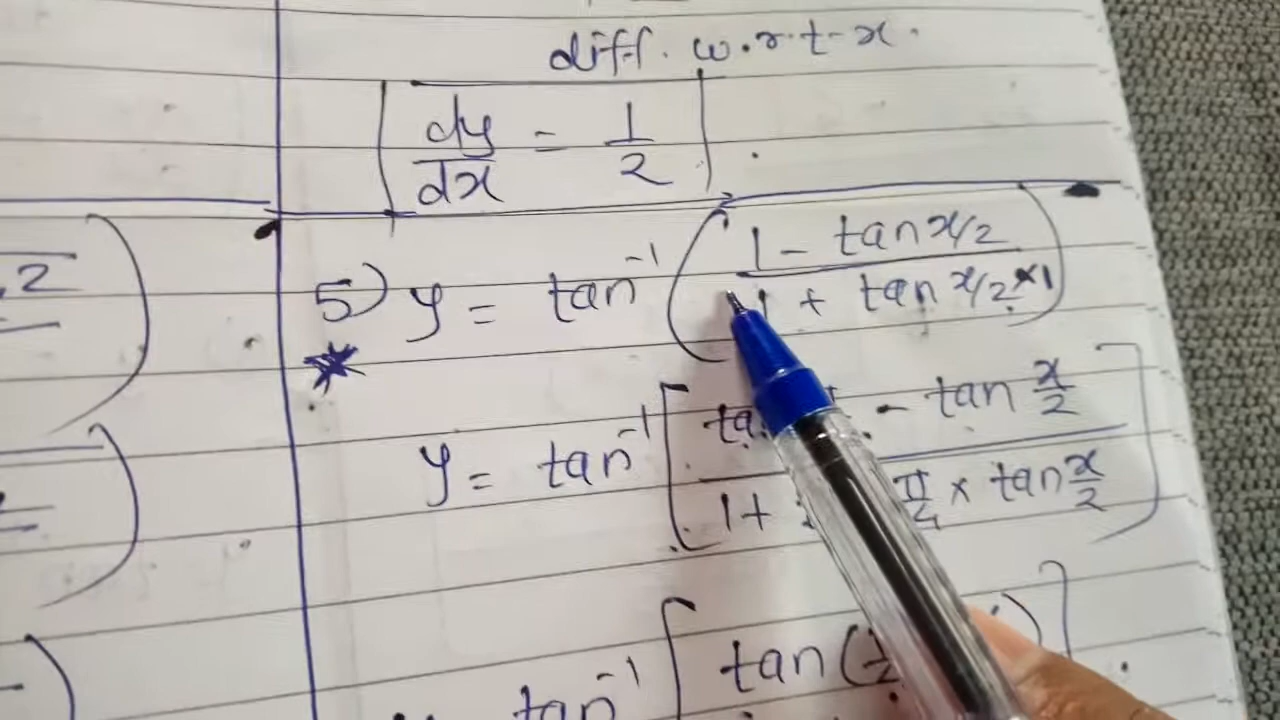 diff. w.r.t.x.
dy/dx = 1/2
5) y = tan⁻¹ ( (1 - tan x/2) / (1 + tan x/2 × 1) )
y = tan⁻¹ [ - tan x/2 / 1 + π/4 × tan x/2 ]
tan⁻¹ [ tan (
2